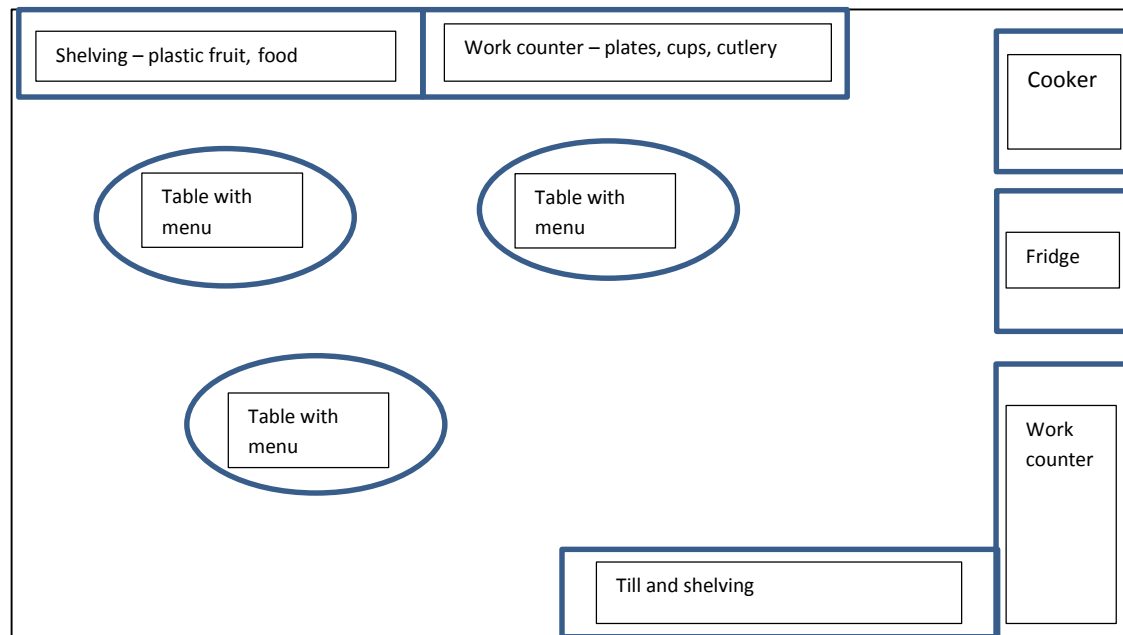 Shelving – plastic fruit, food
Work counter – plates, cups, cutlery
Cooker
Table with
menu
Table with
menu
Fridge
Table with
menu
Work
counter
Till and shelving